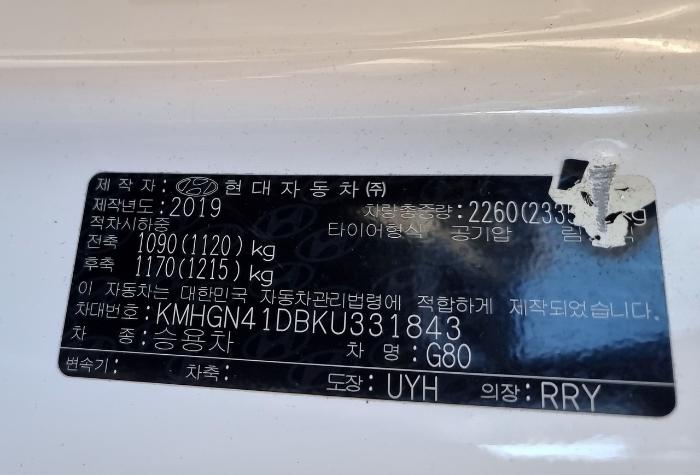 제 작 자 : 현 대 자 동 차 ㈜
제작년도 : 2019 차량총중량 : 2260(2335) kg
적차시하중 타이어형식 공기압 림
전축 1090(1120) kg
후축 1170(1215) kg
이 자동차는 대한민국 자동차관리법령에 적합하게 제작되었습니다.
차대번호 : KMHGN41DBKU331843
차 종 : 승용차 차 명 : G80
변속기 : 차축 : 도장 : UYH 의장 : RRY